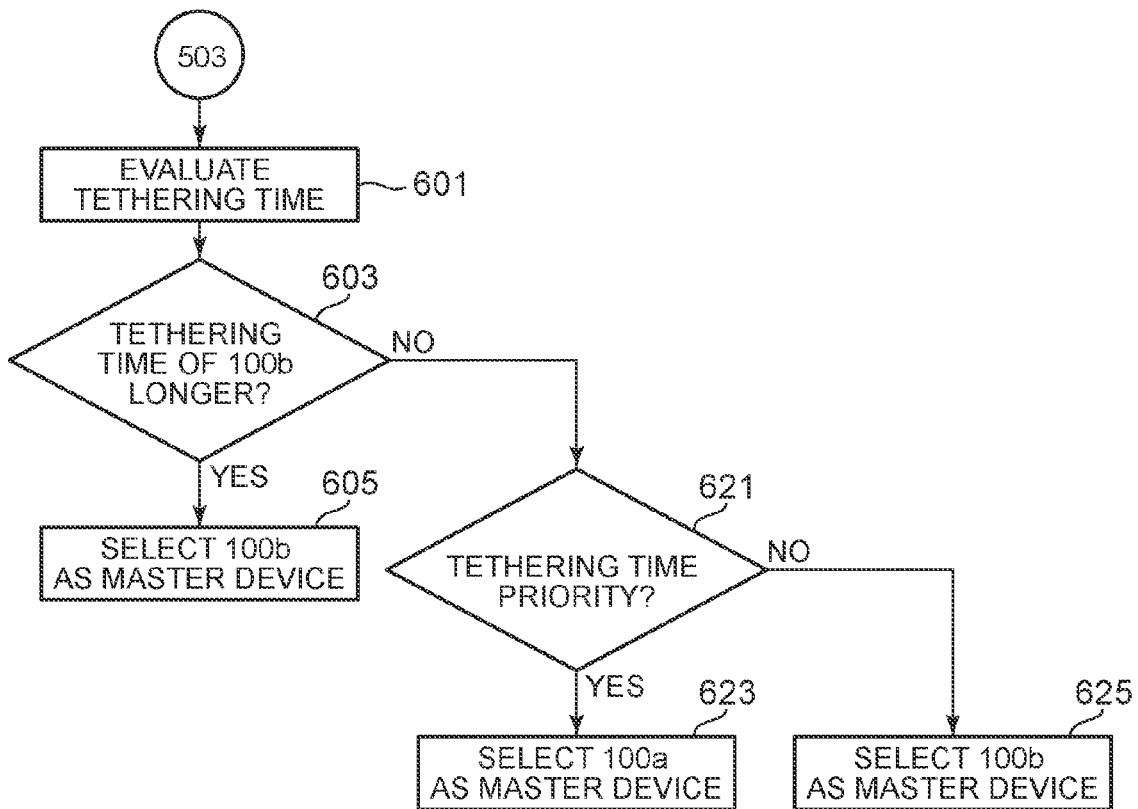 503
EVALUATE
TETHERING TIME
601
603
TETHERING
TIME OF 100b
LONGER?
NO
YES
605
SELECT 100b
AS MASTER DEVICE
621
TETHERING TIME
PRIORITY?
NO
YES
623
SELECT 100a
AS MASTER DEVICE
625
SELECT 100b
AS MASTER DEVICE